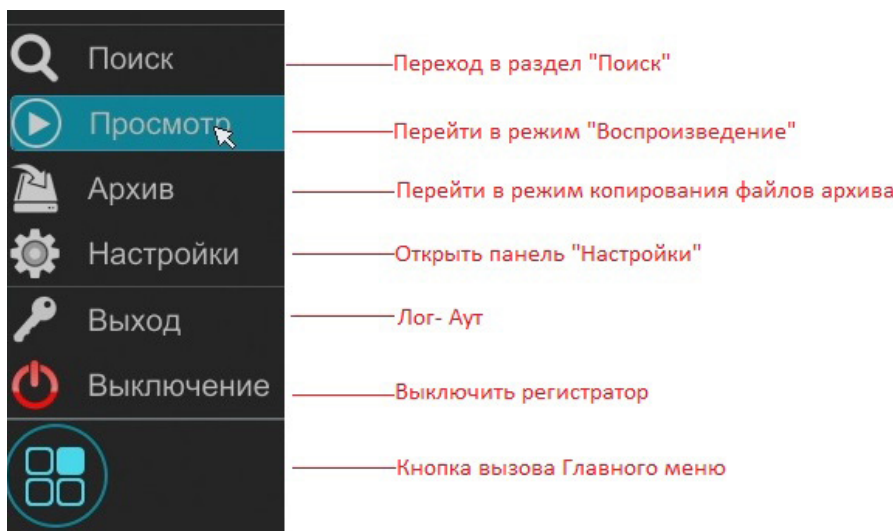 Поиск
Переход в раздел "Поиск"
Просмотр
Перейти в режим "Воспроизведение"
Архив
Перейти в режим копирования файлов архива
Настройки
Открыть панель "Настройки"
Выход
Лог- Аут
Выключение
Выключить регистратор
Кнопка вызова Главного меню